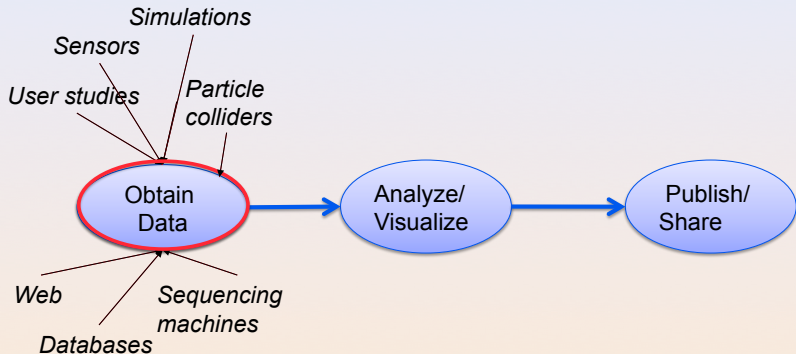 Simulations
Sensors
User studies
Particle
colliders
Obtain
Data
Analyze/
Visualize
Publish/
Share
Web
Sequencing
machines
Databases